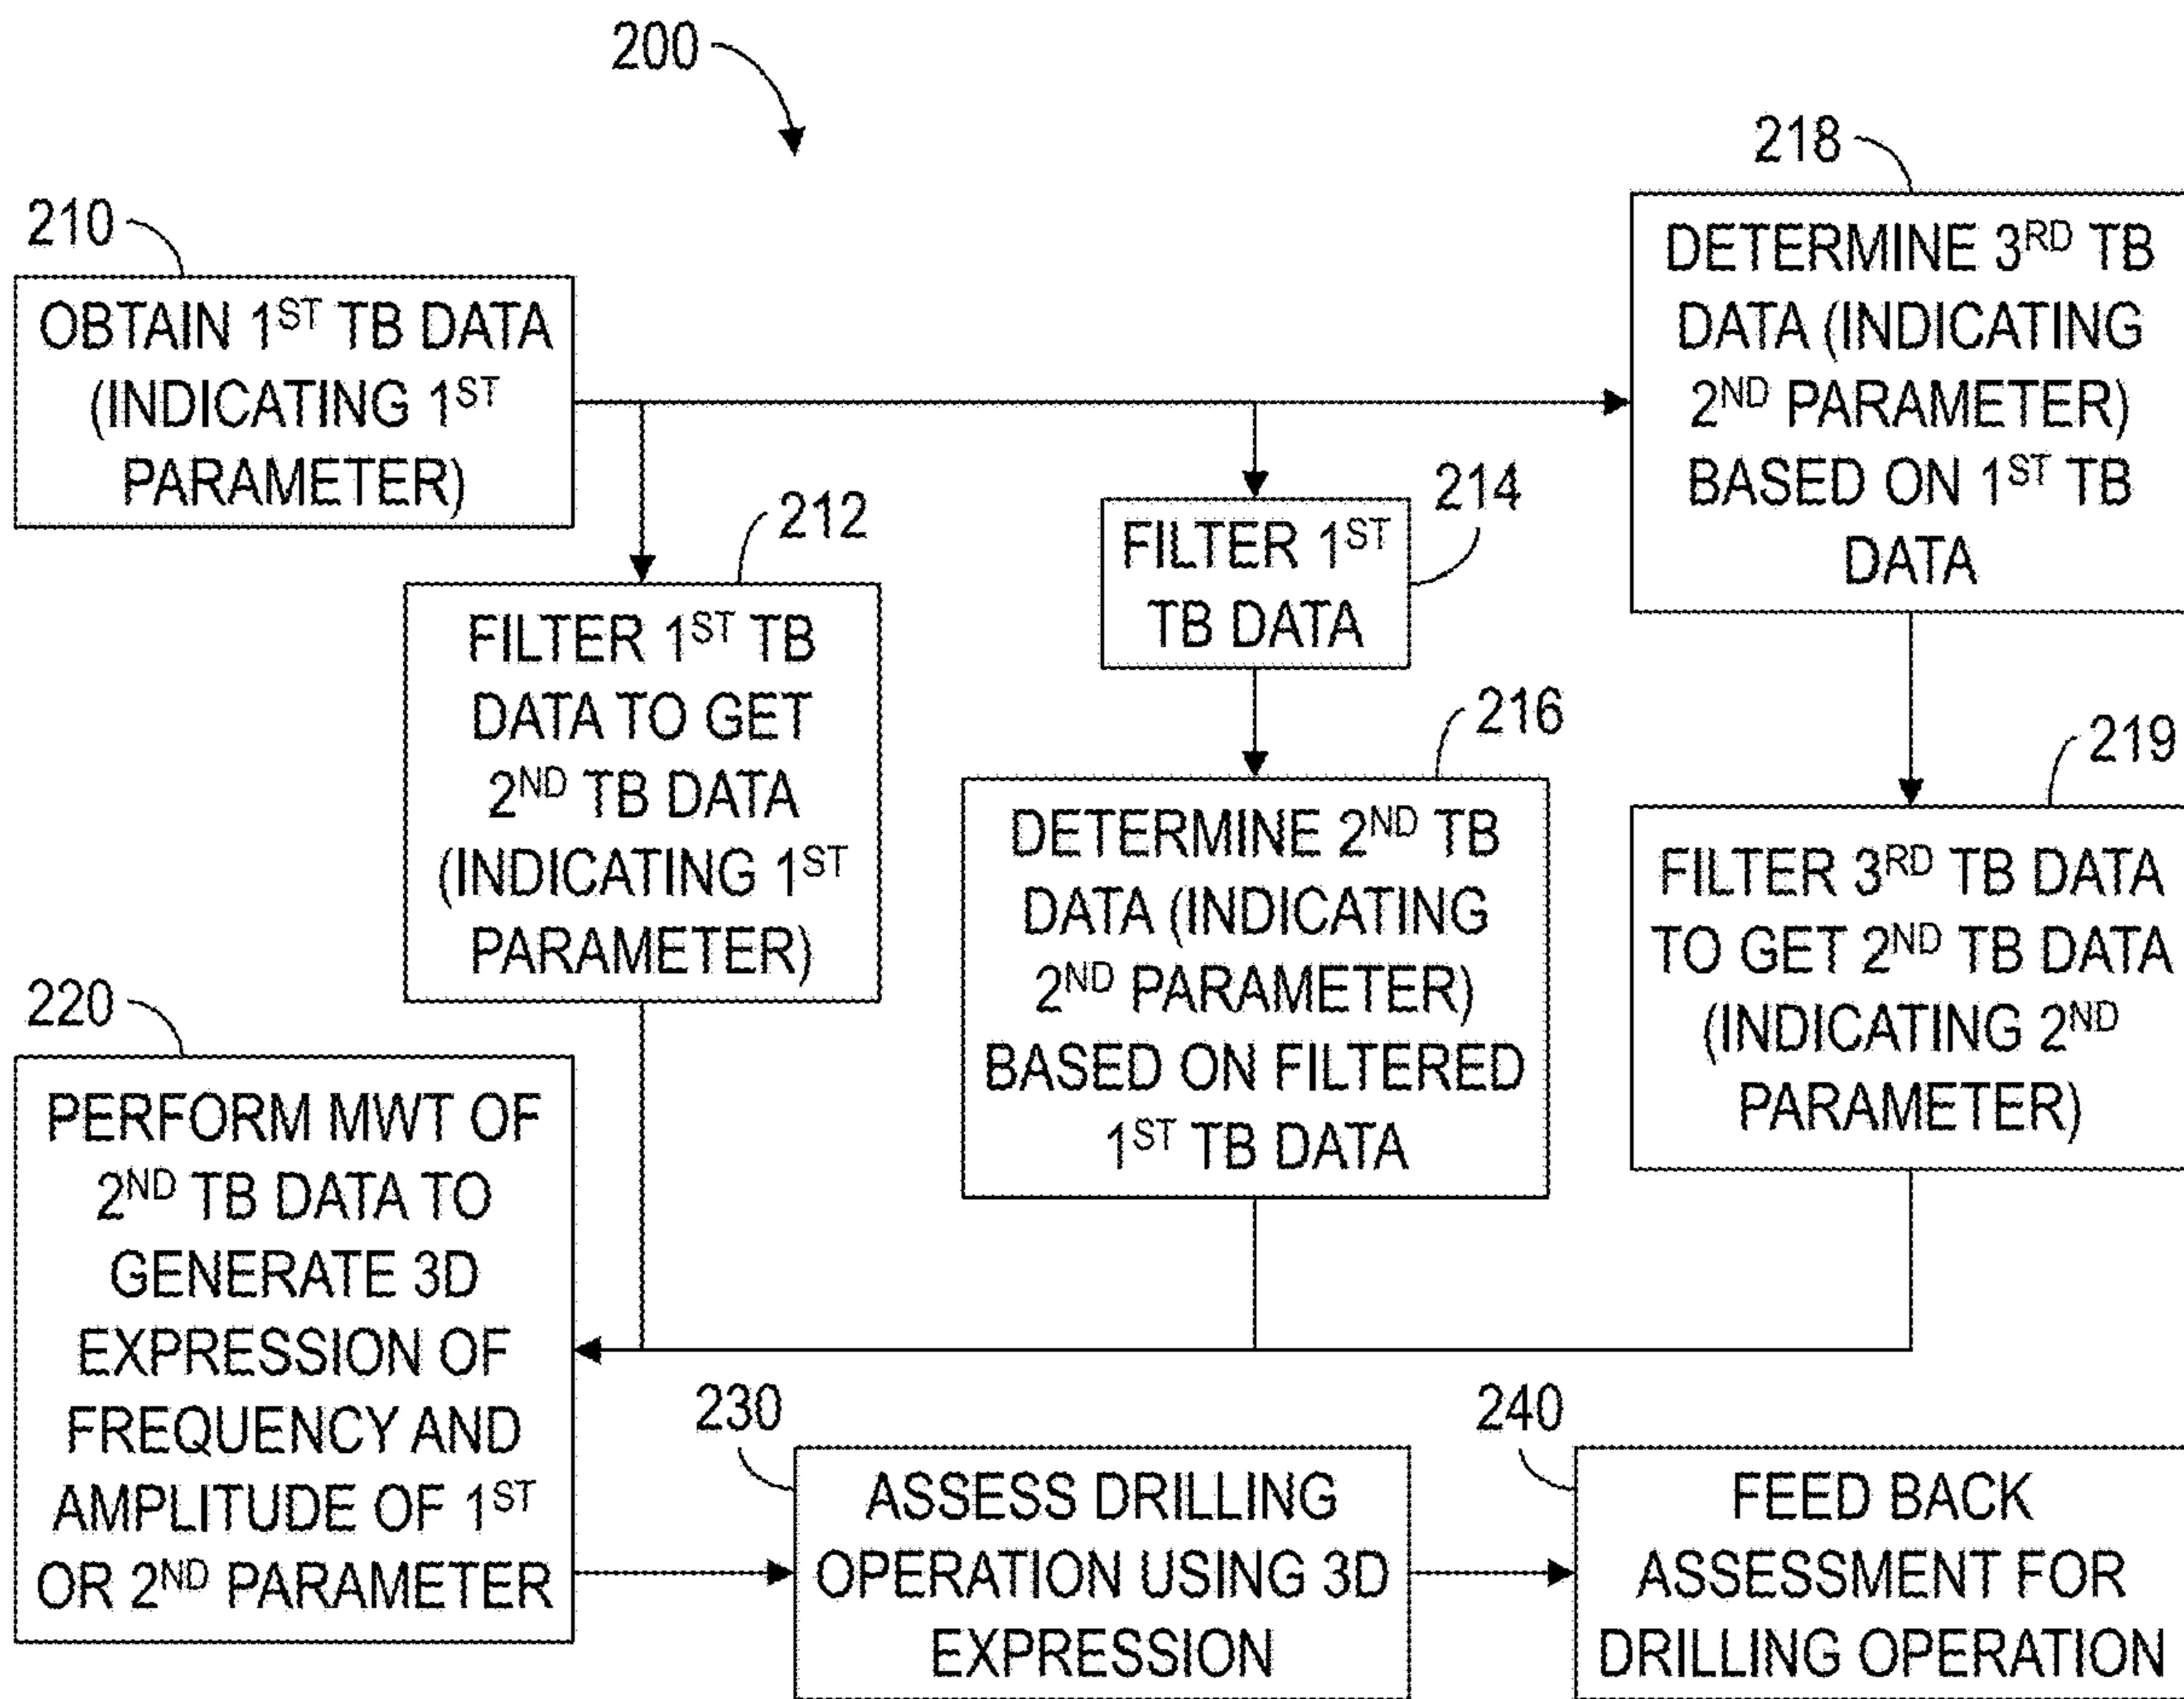 200
218
210
DETERMINE 3RD TB
DATA (INDICATING
2ND PARAMETER)
BASED ON 1ST TB
DATA
OBTAIN 1ST TB DATA
(INDICATING 1ST
PARAMETER)
214
212
FILTER 1ST
TB DATA
FILTER 1ST TB
DATA TO GET
2ND TB DATA
(INDICATING 1ST
PARAMETER)
216
219
DETERMINE 2ND TB
DATA (INDICATING
2ND PARAMETER)
BASED ON FILTERED
1ST TB DATA
FILTER 3RD TB DATA
TO GET 2ND TB DATA
(INDICATING 2ND
PARAMETER)
220
PERFORM MWT OF
2ND TB DATA TO
GENERATE 3D
EXPRESSION OF
FREQUENCY AND
AMPLITUDE OF 1ST
OR 2ND PARAMETER
230
ASSESS DRILLING
OPERATION USING 3D
EXPRESSION
240
FEED BACK
ASSESSMENT FOR
DRILLING OPERATION